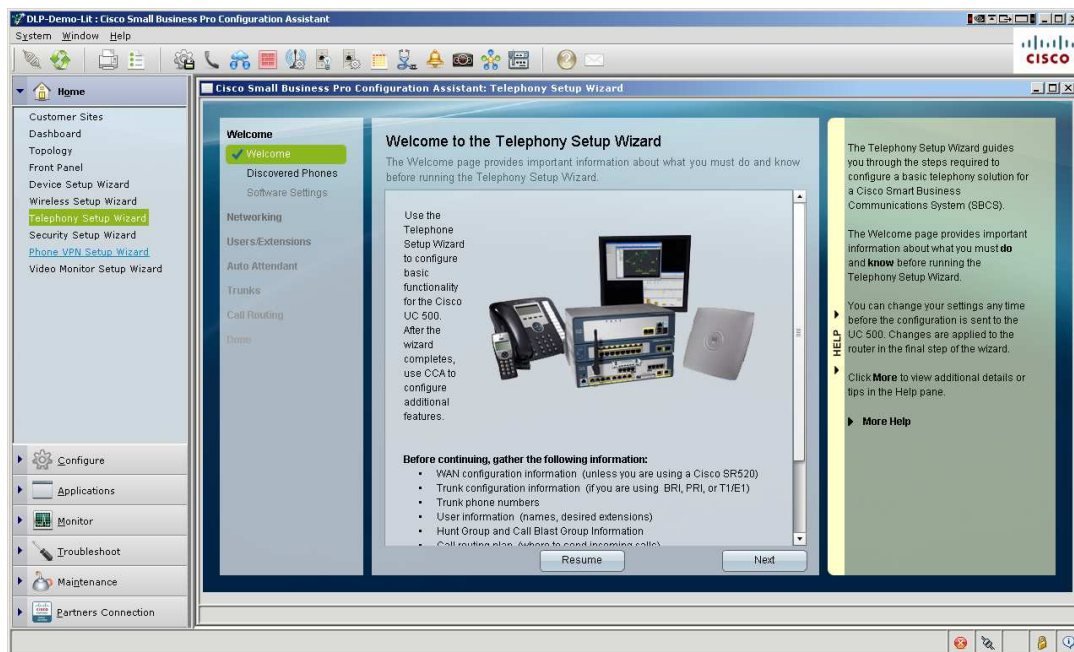 DLP-Demo-Lit : Cisco Small Business Pro Configuration Assistant
System Window Help
CISCO
Home
Customer Sites
Dashboard
Topology
Front Panel
Device Setup Wizard
Wireless Setup Wizard
Telephony Setup Wizard
Security Setup Wizard
Phone VPN Setup Wizard
Video Monitor Setup Wizard
Configure
Applications
Monitor
Troubleshoot
Maintenance
Partners Connection
Cisco Small Business Pro Configuration Assistant: Telephony Setup Wizard
Welcome
Welcome
Discovered Phones
Software Settings
Networking
Users/Extensions
Auto Attendant
Trunks
Call Routing
Done
Welcome to the Telephony Setup Wizard
The Welcome page provides important information about what you must do and know
before running the Telephony Setup Wizard.
Use the
Telephone
Setup Wizard
to configure
basic
functionality
for the Cisco
UC 500.
After the
wizard
completes,
use CCA to
configure
additional
features.
Before continuing, gather the following information:
▪ WAN configuration information (unless you are using a Cisco SR520)
▪ Trunk configuration information (if you are using BRI, PRI, or T1/E1)
▪ Trunk phone numbers
▪ User information (names, desired extensions)
▪ Hunt Group and Call Blast Group Information
▪ Call routing plan (where to send incoming calls)
Resume
Next
HELP
The Telephony Setup Wizard guides
you through the steps required to
configure a basic telephony solution for
a Cisco Smart Business
Communications System (SBCS).
The Welcome page provides important
information about what you must do
and know before running the
Telephony Setup Wizard.
You can change your settings any time
before the configuration is sent to the
UC 500. Changes are applied to the
router in the final step of the wizard.
Click More to view additional details or
tips in the Help pane.
More Help